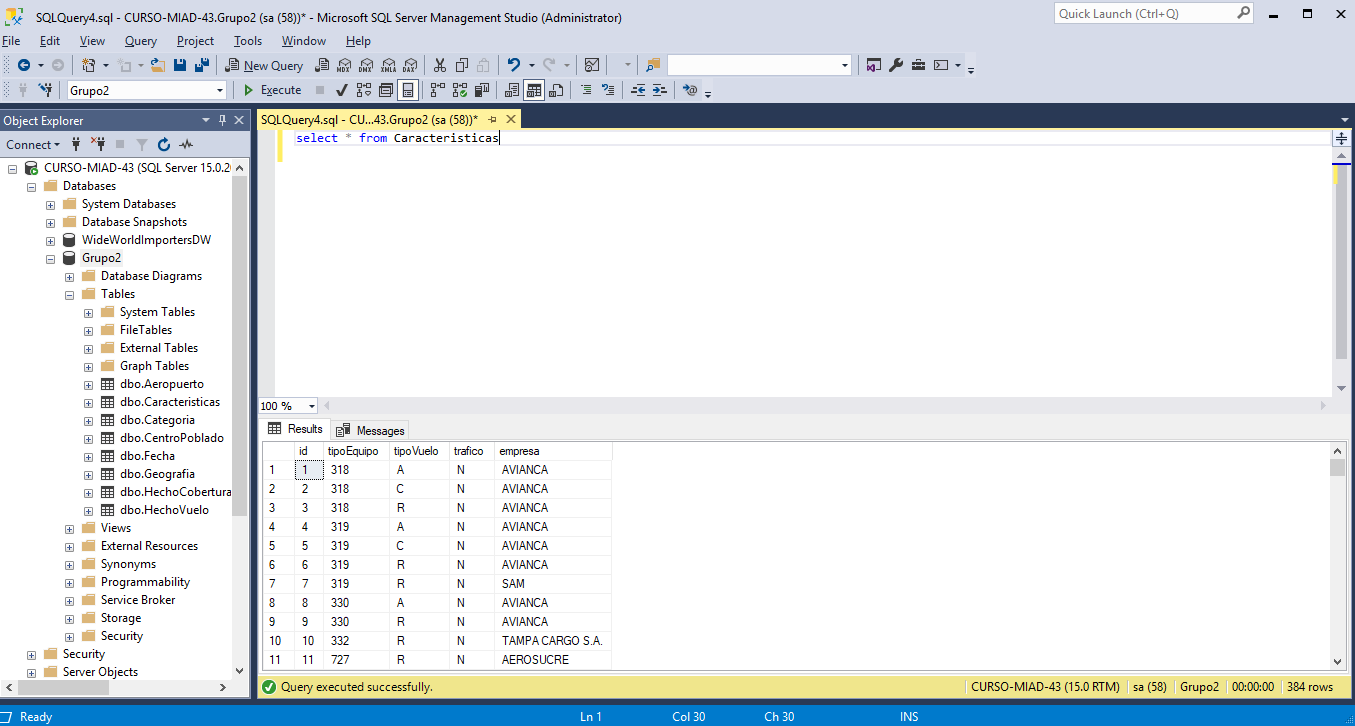 SQLQuery4.sql - CURSO-MIAD-43.Grupo2 (sa (58))* - Microsoft SQL Server Management Studio (Administrator)
Quick Launch (Ctrl+Q)
File Edit View Query Project Tools Window Help
New Query MDX DMX XMLA DAX
Grupo2 Execute
Object Explorer
Connect
CURSO-MIAD-43 (SQL Server 15.0.2
Databases
System Databases
Database Snapshots
WideWorldImportersDW
Grupo2
Database Diagrams
Tables
System Tables
FileTables
External Tables
Graph Tables
dbo.Aeropuerto
dbo.Caracteristicas
dbo.Categoria
dbo.CentroPoblado
dbo.Fecha
dbo.Geografia
dbo.HechoCobertura
dbo.HechoVuelo
Views
External Resources
Synonyms
Programmability
Service Broker
Storage
Security
Security
Server Objects
SQLQuery4.sql - CU...43.Grupo2 (sa (58))*
select * from Caracteristicas
100 %
Results Messages
id tipoEquipo tipoVuelo trafico empresa
1 1 318 A N AVIANCA
2 2 318 C N AVIANCA
3 3 318 R N AVIANCA
4 4 319 A N AVIANCA
5 5 319 C N AVIANCA
6 6 319 R N AVIANCA
7 7 319 R N SAM
8 8 330 A N AVIANCA
9 9 330 R N AVIANCA
10 10 332 R N TAMPA CARGO S.A.
11 11 727 R N AEROSUCRE
Query executed successfully. CURSO-MIAD-43 (15.0 RTM) sa (58) Grupo2 00:00:00 384 rows
Ready Ln 1 Col 30 Ch 30 INS